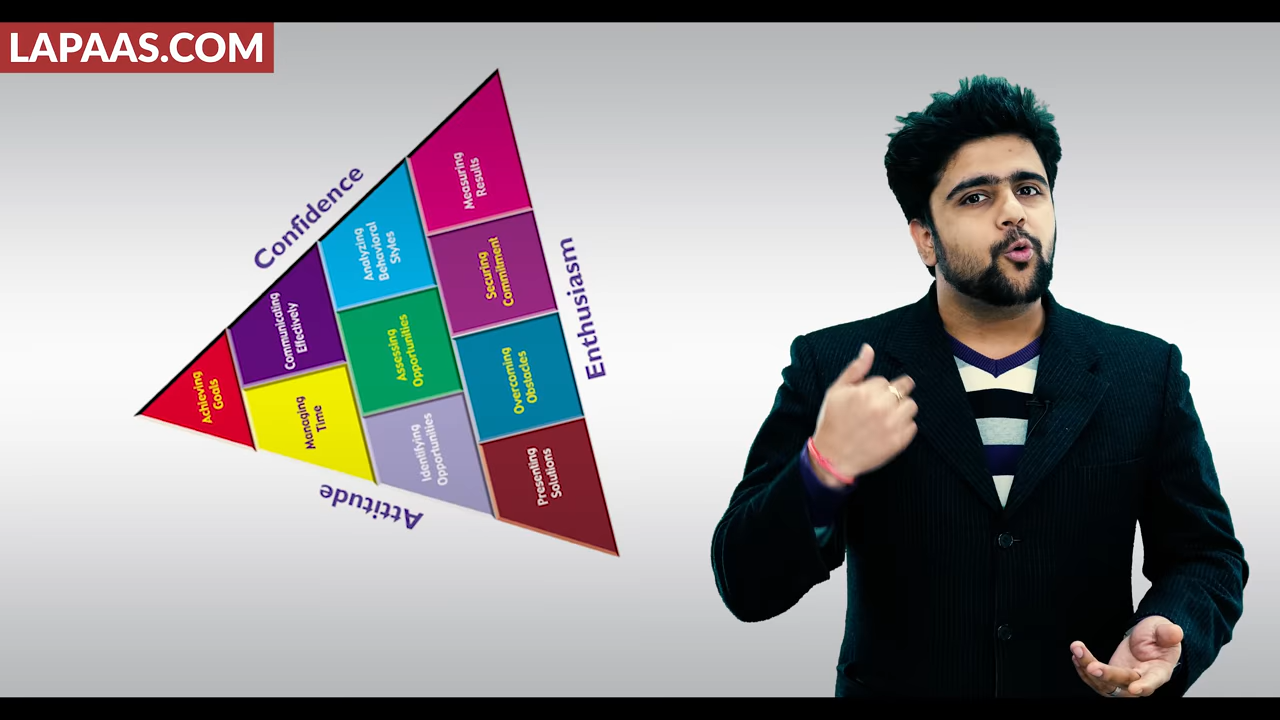 LAPAAS.COM
Confidence
Enthusiasm
Attitude
Achieving
Goals
Communicating
Effectively
Managing
Time
Analyzing
Behavioral
Styles
Assessing
Opportunities
Identifying
Opportunities
Measuring
Results
Securing
Commitment
Overcoming
Obstacles
Presenting
Solutions